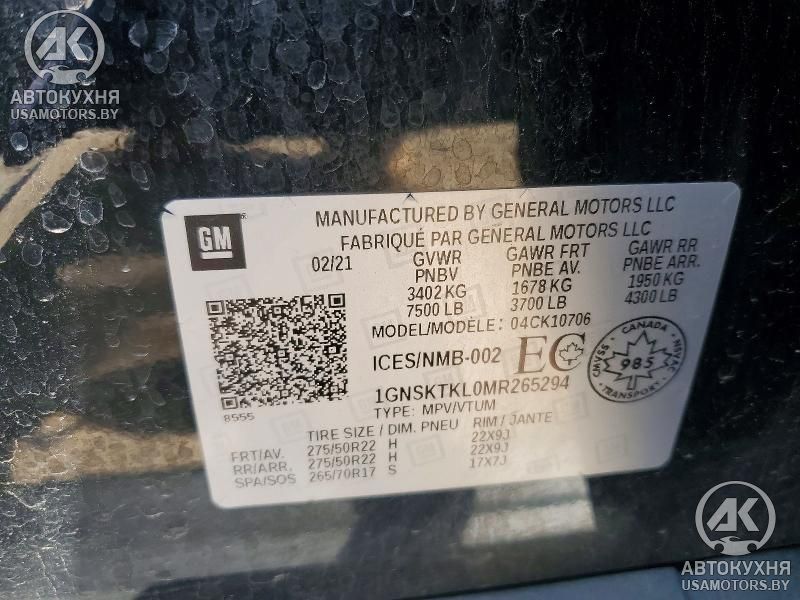 AK
АВТОКУХНЯ
USAMOTORS.BY
GM
MANUFACTURED BY GENERAL MOTORS LLC
FABRIQUÉ PAR GENERAL MOTORS LLC
02/21 GVWR GAWR FRT GAWR RR
PNBV PNBE AV. PNBE ARR.
3402 KG 1678 KG 1950 KG
7500 LB 3700 LB 4300 LB
MODEL/MODÈLE: 04CK10706
ICES/NMB-002 EC
CANADA
NSVAC
985
SSVAC
1GNSKTKL0MR265294
8555
TYPE: MPV/VTUM
TIRE SIZE / DIM. PNEU RIM / JANTE
FRT/AV. 275/50R22 H 22X9J
RR/ARR. 275/50R22 H 22X9J
SPA/SOS 265/70R17 S 17X7J
AK
АВТОКУХНЯ
USAMOTORS.BY